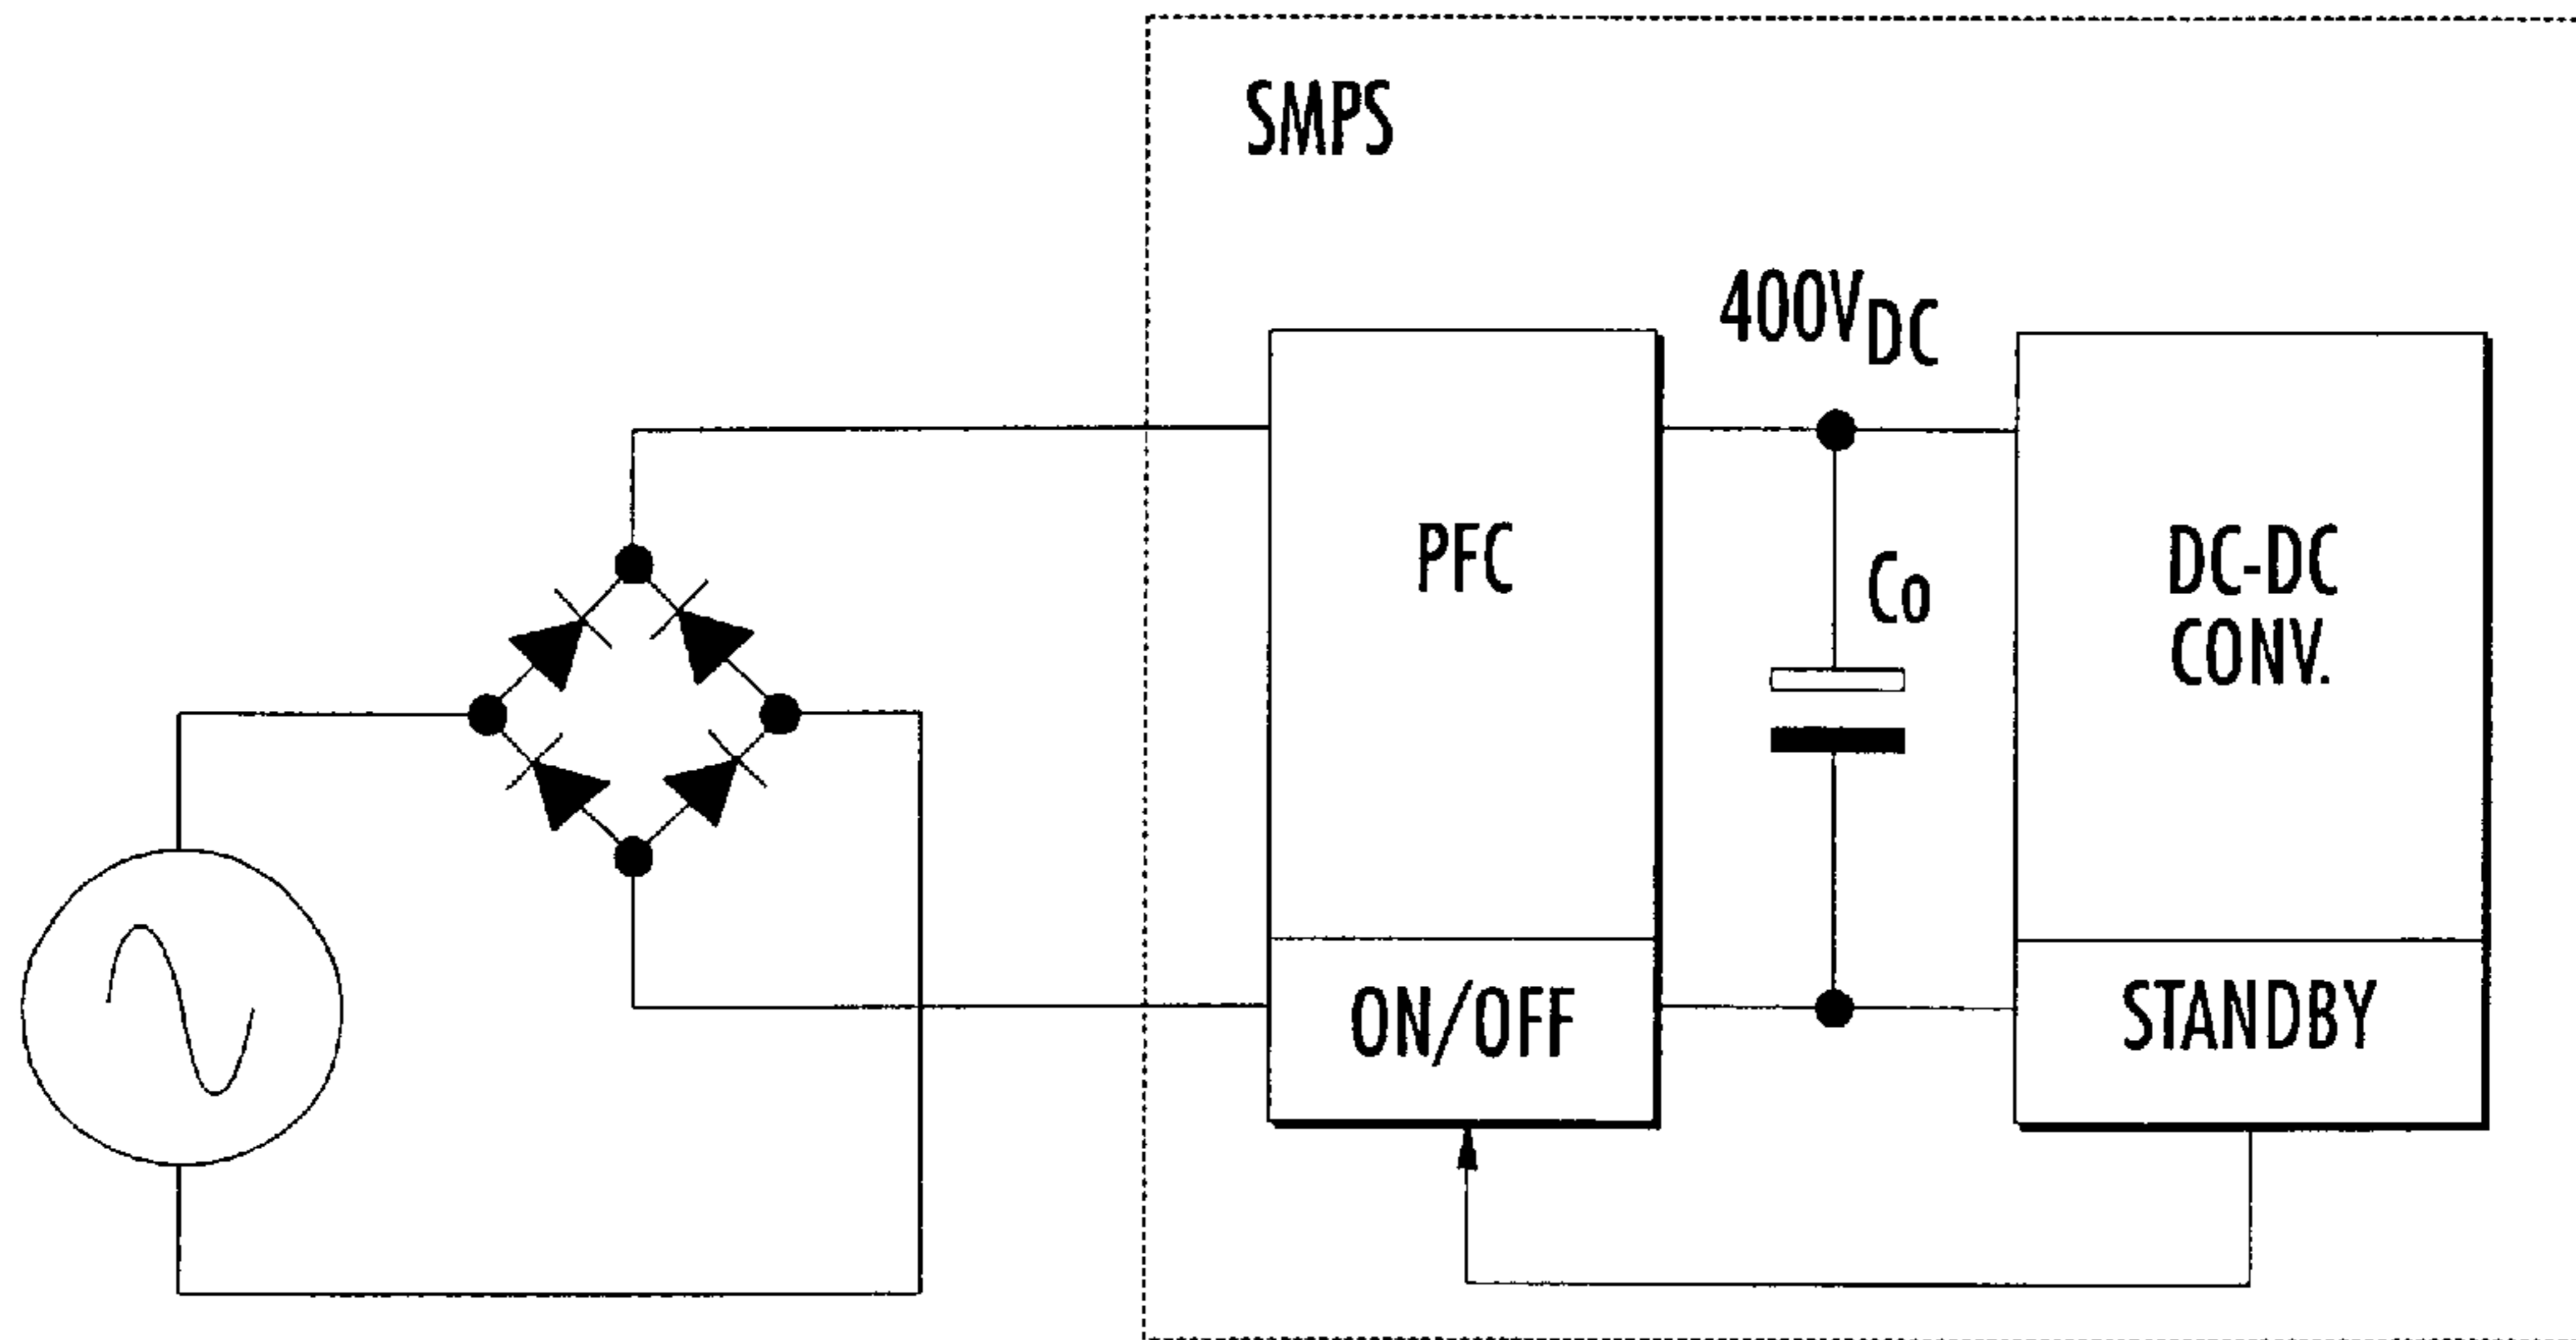 SMPS
400VDC
PFC
Co
DC-DC
CONV.
ON/OFF
STANDBY